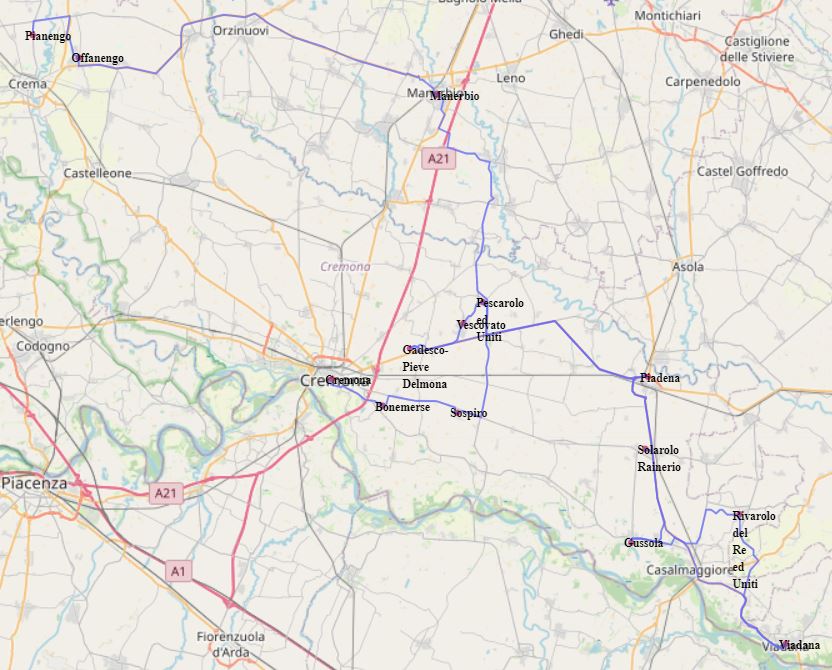 Bagnolo Mella
Montichiari
Pianengo
Orzinuovi
Ghedi
Castiglione
delle Stiviere
Offanengo
Leno
Crema
Manerbio
Carpenedolo
A21
Castelleone
Castel Goffredo
Cremona
Asola
Pescarolo
ed
Uniti
Vescovato
Codogno
Gadesco-
Pieve
Delmona
Cremona
Piadena
Bonemerse
Sospiro
Solarolo
Rainerio
Piacenza
A21
Rivarolo
del
Re
ed
Uniti
Gussola
A1
Casalmaggiore
Fiorenzuola
d'Arda
Viadana